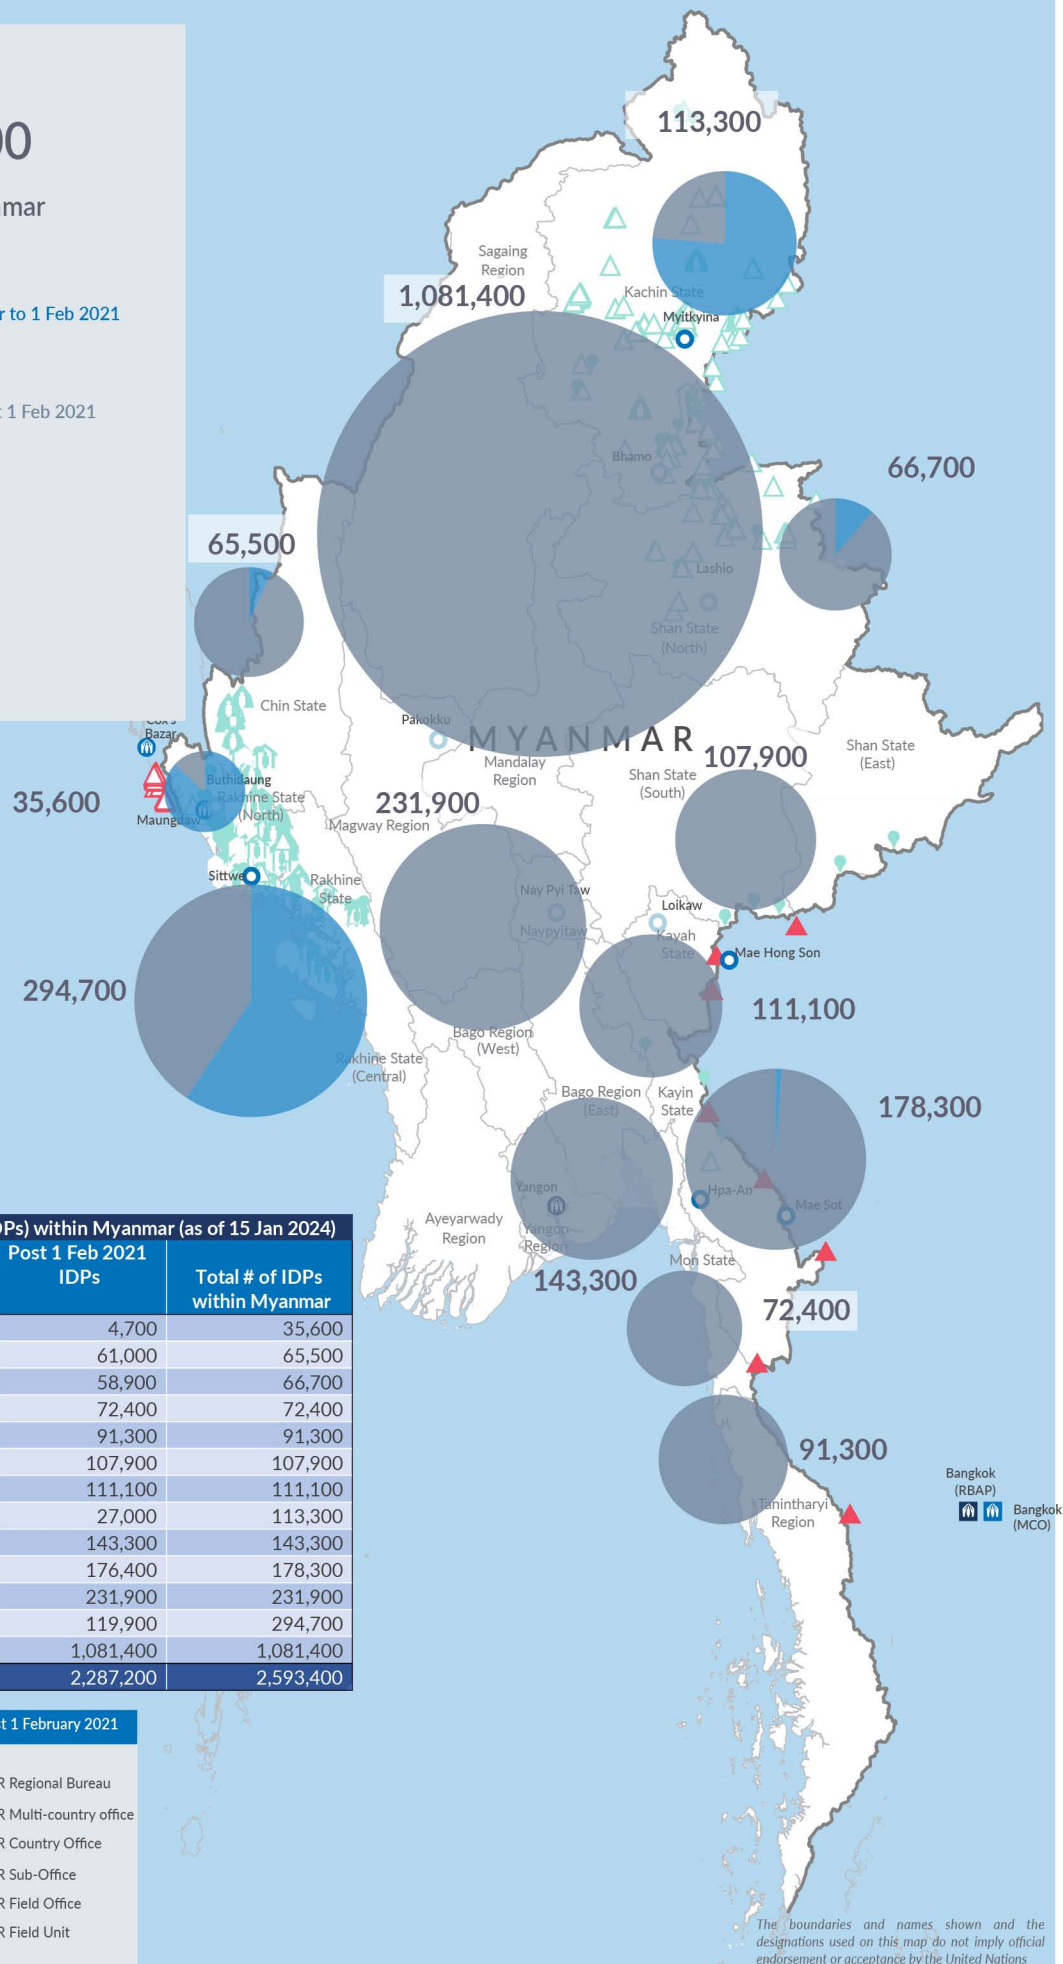 00
mar
r to 1 Feb 2021
t 1 Feb 2021
113,300
Sagaing
Region
1,081,400
Kachin State
Myitkyina
Bhamo
66,700
65,500
Lashio
Shan State
(North)
Chin State
Cox's
Bazar
Pakokku
MYANMAR
Mandalay
Region
107,900
Shan State
(South)
Shan State
(East)
35,600
Buthidaung
Rakhine State
(North)
Maungdaw
231,900
Magway Region
Sittwe
Rakhine
State
Nay Pyi Taw
Naypyitaw
Loikaw
Kayah
State
Mae Hong Son
294,700
111,100
Bago Region
(West)
Rakhine State
(Central)
Bago Region
(East)
Kayin
State
178,300
Yangon
Yangon
Region
Hpa-An
Mae Sot
Ayeyarwady
Region
Mon State
143,300
72,400
91,300
Tanintharyi
Region
Bangkok
(RBAP)
Bangkok
(MCO)
DPs) within Myanmar (as of 15 Jan 2024)
Post 1 Feb 2021
IDPs
Total # of IDPs
within Myanmar
4,700 35,600
61,000 65,500
58,900 66,700
72,400 72,400
91,300 91,300
107,900 107,900
111,100 111,100
27,000 113,300
143,300 143,300
176,400 178,300
231,900 231,900
119,900 294,700
1,081,400 1,081,400
2,287,200 2,593,400
st 1 February 2021
R Regional Bureau
R Multi-country office
R Country Office
R Sub-Office
R Field Office
R Field Unit
The boundaries and names shown and the
designations used on this map do not imply official
endorsement or acceptance by the United Nations